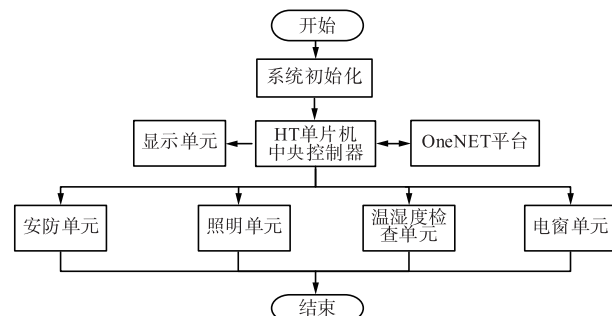 开始
系统初始化
显示单元
HT单片机
中央控制器
OneNET平台
安防单元
照明单元
温湿度检
查单元
电窗单元
结束